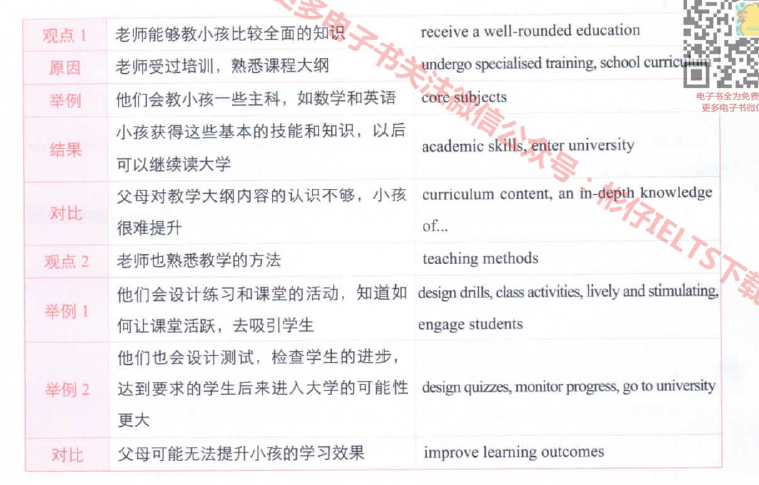 更多电子书关注微信公众号：彬仔IELTS下载
电子书全为免费
更多电子书微信
观点 1 老师能够教小孩比较全面的知识 receive a well-rounded education
原因 老师受过培训，熟悉课程大纲 undergo specialised training, school curriculum
举例 他们会教小孩一些主科，如数学和英语 core subjects
结果 小孩获得这些基本的技能和知识，以后
可以继续读大学 academic skills, enter university
对比 父母对教学大纲内容的认识不够，小孩 curriculum content, an in-depth knowledge
很难提升 of...
观点 2 老师也熟悉教学的方法 teaching methods
举例 1 他们会设计练习和课堂的活动，知道如 design drills, class activities, lively and stimulating,
何让课堂活跃，去吸引学生 engage students
举例 2 他们也会设计测试，检查学生的进步，
达到要求的学生后来进入大学的可能性 design quizzes, monitor progress, go to university
更大
对比 父母可能无法提升小孩的学习效果 improve learning outcomes